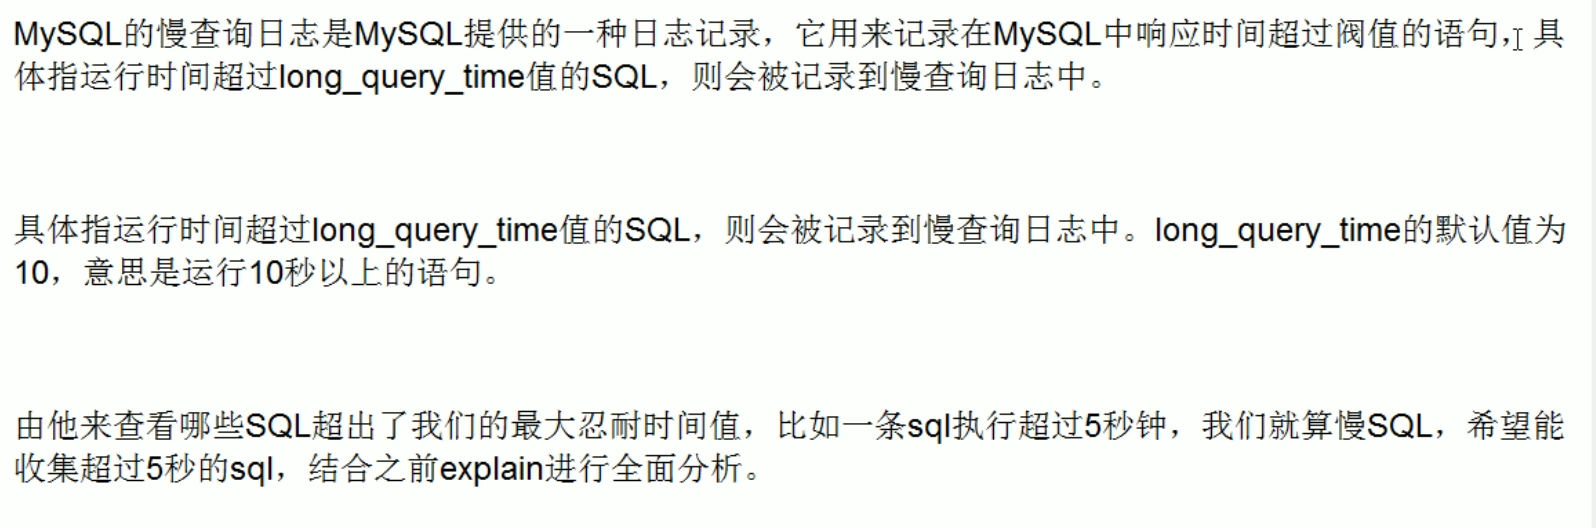 MySQL的慢查询日志是MySQL提供的一种日志记录，它用来记录在MySQL中响应时间超过阀值的语句，具
体指运行时间超过long_query_time值的SQL，则会被记录到慢查询日志中。
具体指运行时间超过long_query_time值的SQL，则会被记录到慢查询日志中。long_query_time的默认值为
10，意思是运行10秒以上的语句。
由他来查看哪些SQL超出了我们的最大忍耐时间值，比如一条sql执行超过5秒钟，我们就算慢SQL，希望能
收集超过5秒的sql，结合之前explain进行全面分析。